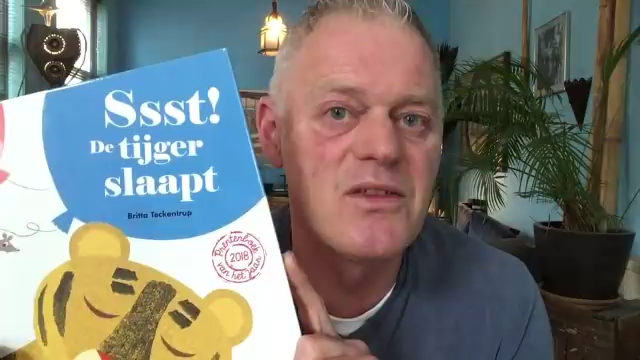 Ssst!
De tijger
slaapt
Britta Teckentrup
Prentenboek
2018
van het jaar